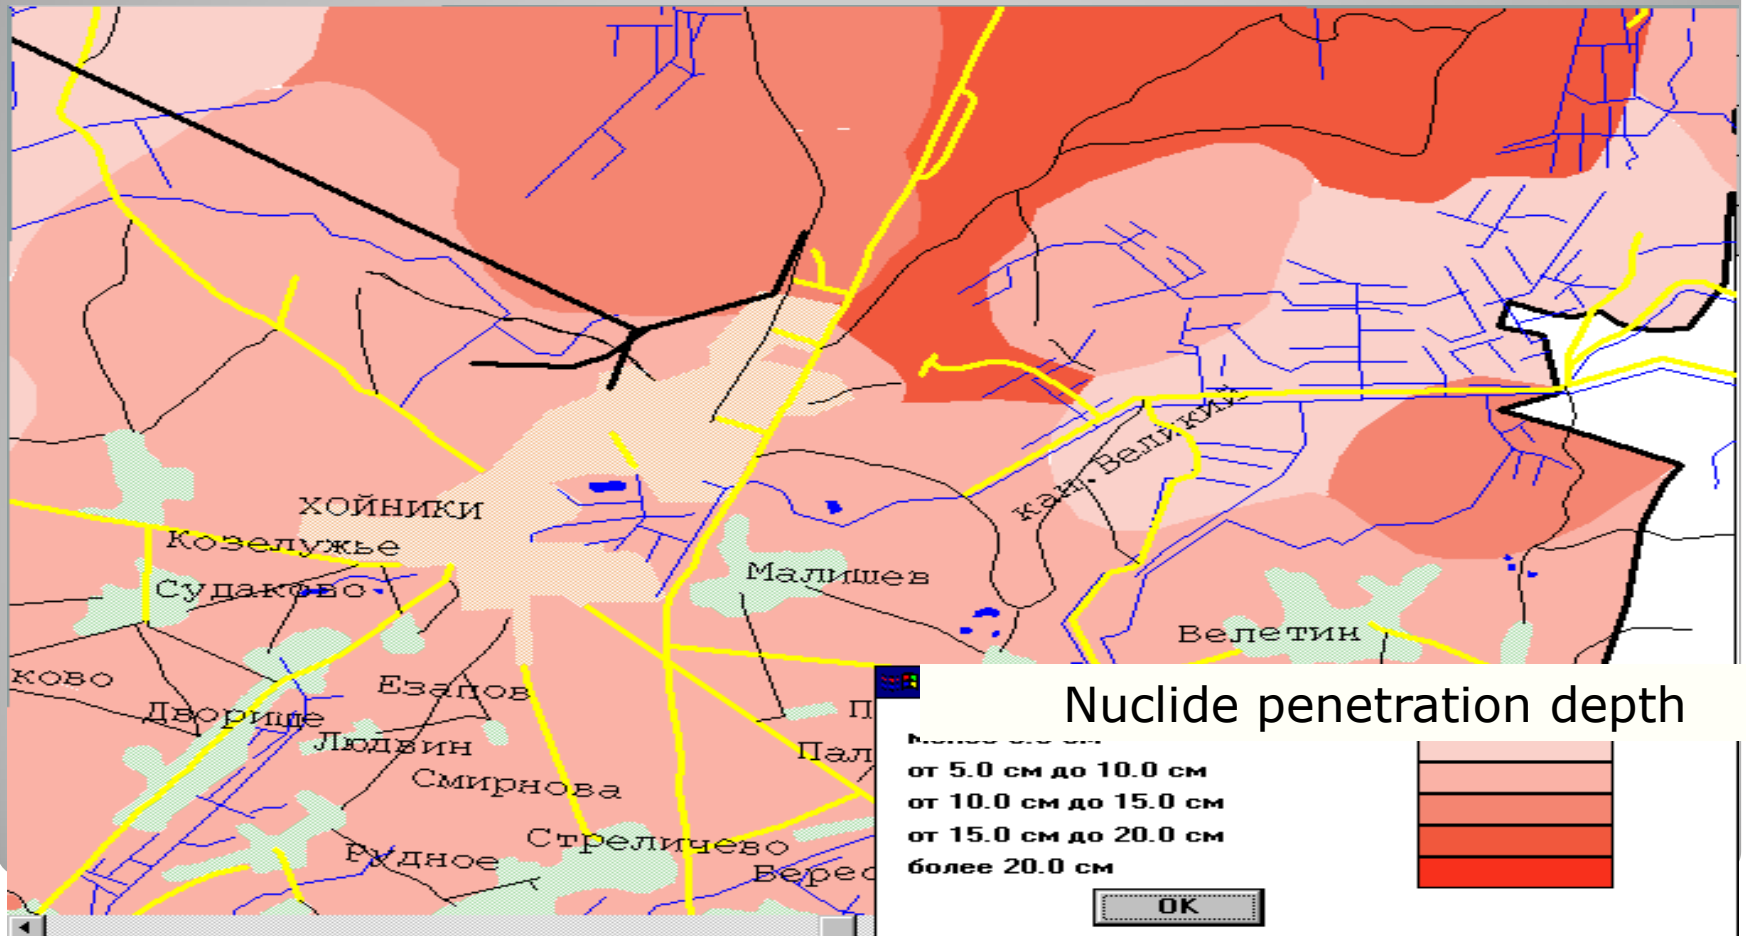 ХОЙНИКИ
кан. Великий
Козелужье
Судаково
Малишев
Велетин
ково
Езапов
Дворище
Людвин
П
Пал
Смирнова
Стреличево
Рудное
Берес
Nuclide penetration depth
от 5.0 см до 10.0 см
от 10.0 см до 15.0 см
от 15.0 см до 20.0 см
более 20.0 см
OK